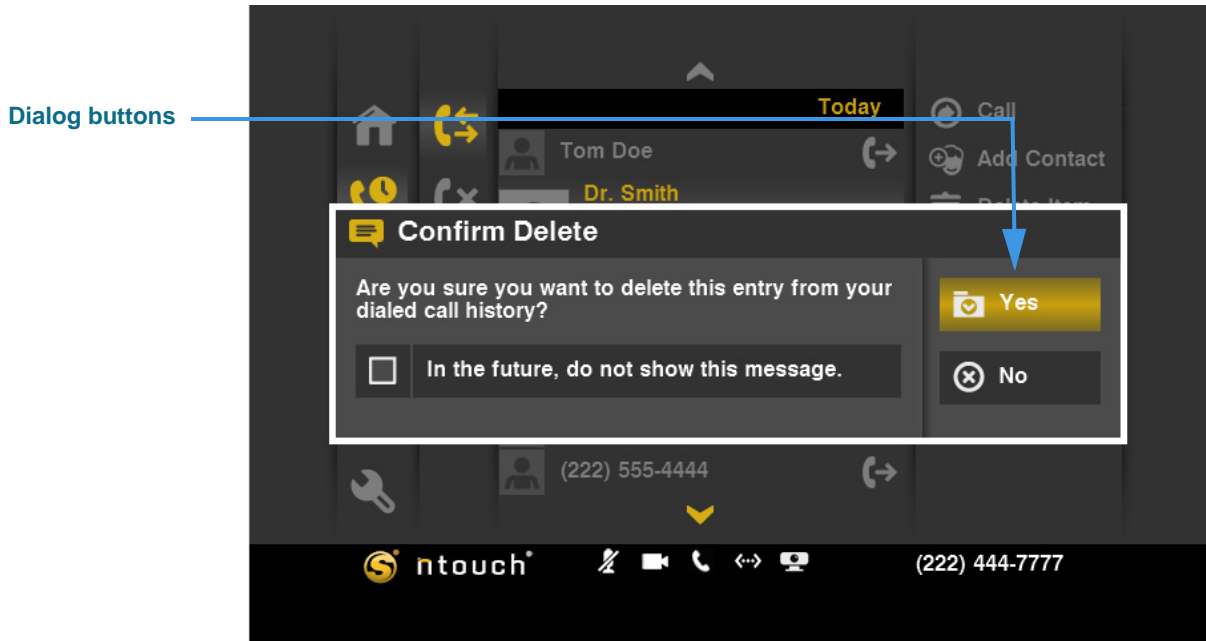 Dialog buttons
Today
Tom Doe
Dr. Smith
Call
Add Contact
Delete Item
Confirm Delete
Are you sure you want to delete this entry from your
dialed call history?
In the future, do not show this message.
Yes
No
(222) 555-4444
ntouch
(222) 444-7777